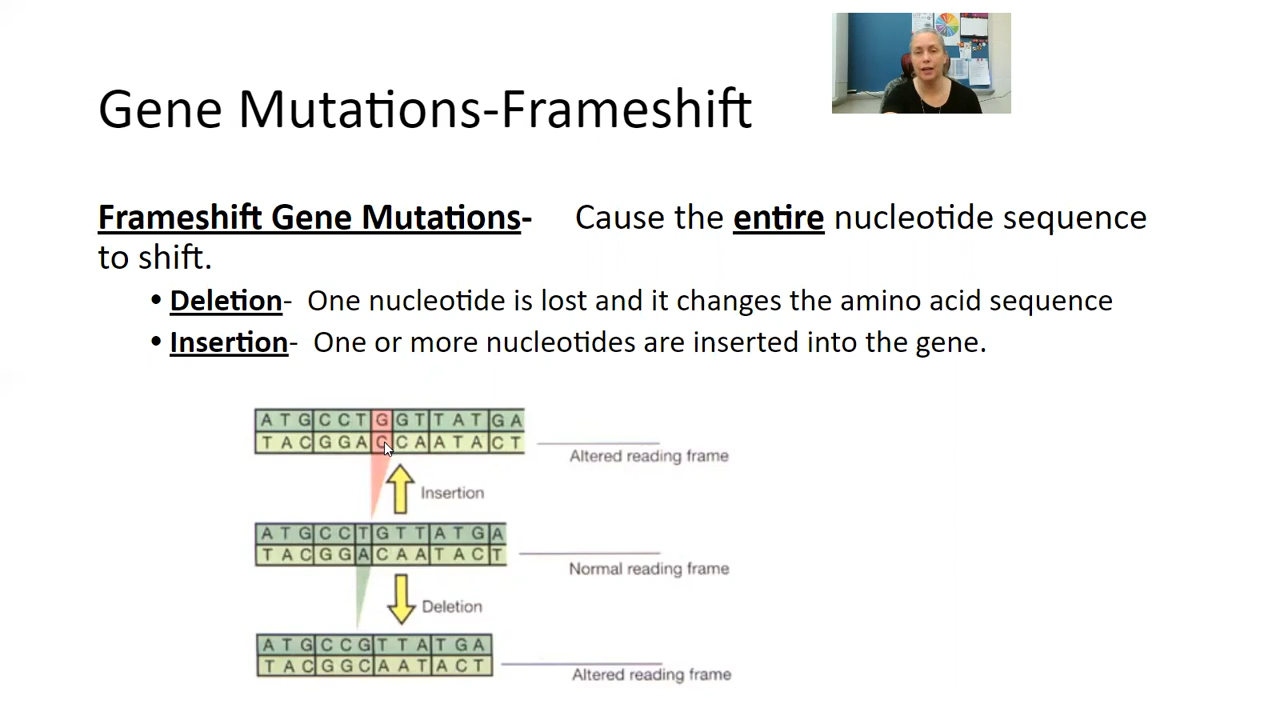 Gene Mutations-Frameshift
Frameshift Gene Mutations- Cause the entire nucleotide sequence
to shift.
• Deletion- One nucleotide is lost and it changes the amino acid sequence
• Insertion- One or more nucleotides are inserted into the gene.
A T G C C T G G T T A T G A
T A C G G A C C A A T A C T
Altered reading frame
Insertion
A T G C C T G T T A T G A
T A C G G A C A A T A C T
Normal reading frame
Deletion
A T G C C G T T A T G A
T A C G G C A A T A C T
Altered reading frame